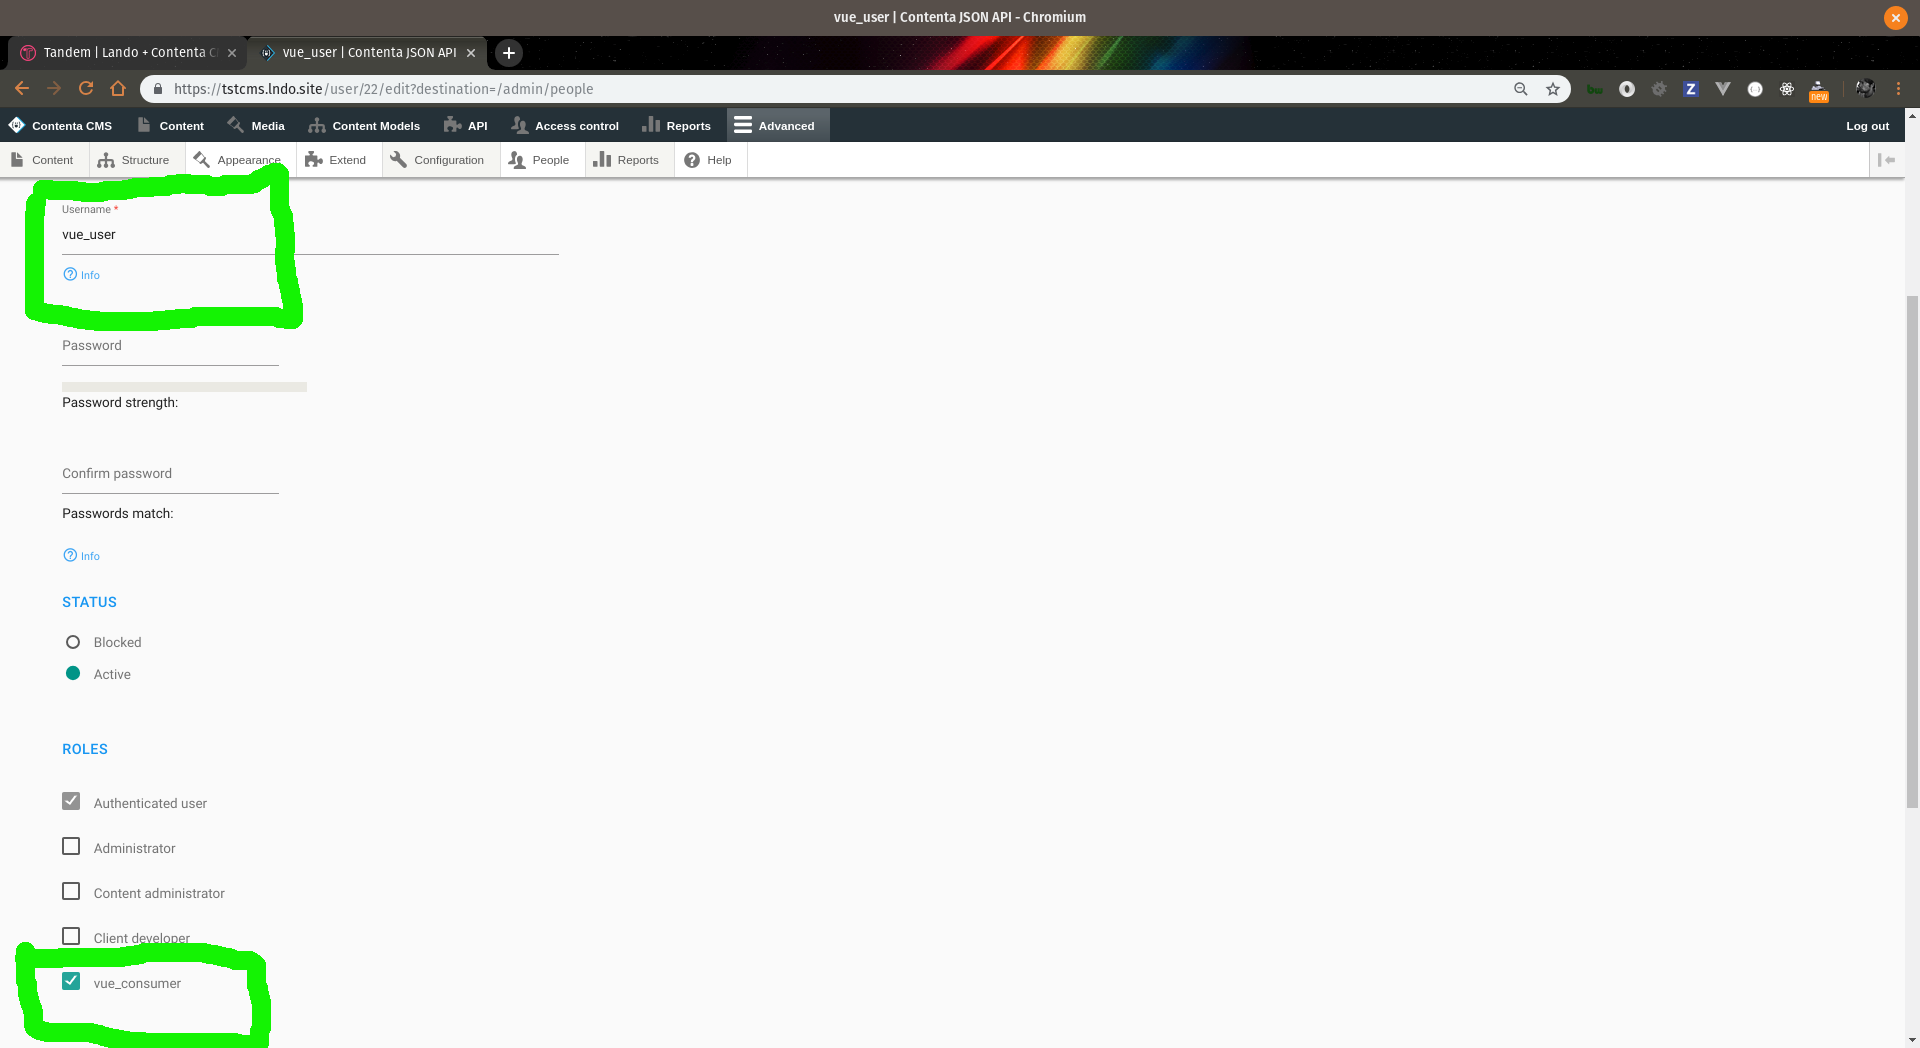 vue_user | Contenta JSON API - Chromium
Tandem | Lando + Contenta C
vue_user | Contenta JSON API
https://tstcms.lndo.site/user/22/edit?destination=/admin/people
new
Contenta CMS
Content
Media
Content Models
API
Access control
Reports
Advanced
Log out
Content
Structure
Appearance
Extend
Configuration
People
Reports
Help
Username *
vue_user
Info
Password
Password strength:
Confirm password
Passwords match:
Info
STATUS
Blocked
Active
ROLES
Authenticated user
Administrator
Content administrator
Client developer
vue_consumer